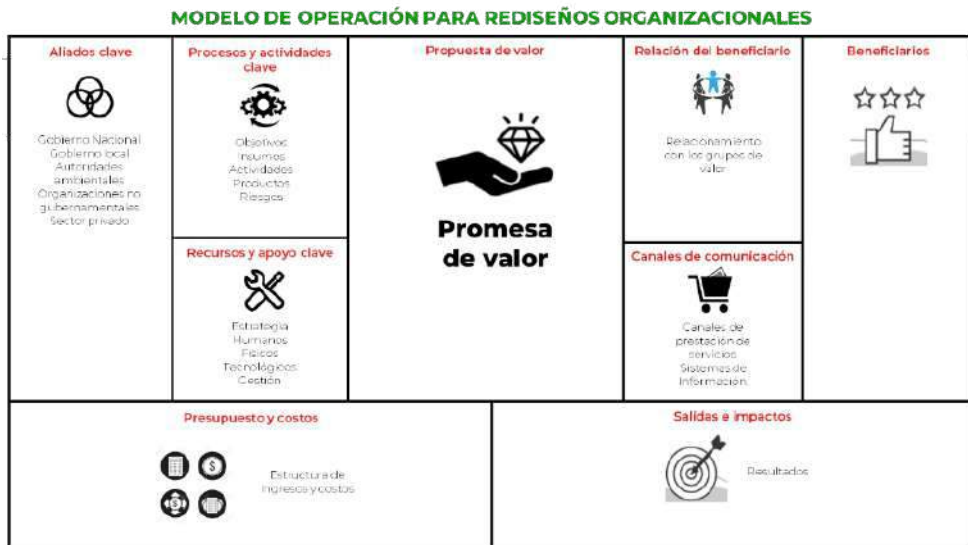 MODELO DE OPERACIÓN PARA REDISEÑOS ORGANIZACIONALES
Aliados clave
Gobierno Nacional
Gobierno local
Autoridades
ambientales
Organizaciones no
gubernamentales
Sector privado
Procesos y actividades
clave
Objetivos
Insumos
Actividades
Productos
Riesgos
Recursos y apoyo clave
Estrategia
Humanos
Físicos
Tecnológicos
Gestión
Propuesta de valor
Promesa
de valor
Relación del beneficiario
Relacionamiento
con los grupos de
valor
Canales de comunicación
Canales de
prestación de
servicios
Sistemas de
Información
Beneficiarios
Presupuesto y costos
Estructura de
ingresos y costos
Salidas e impactos
Resultados